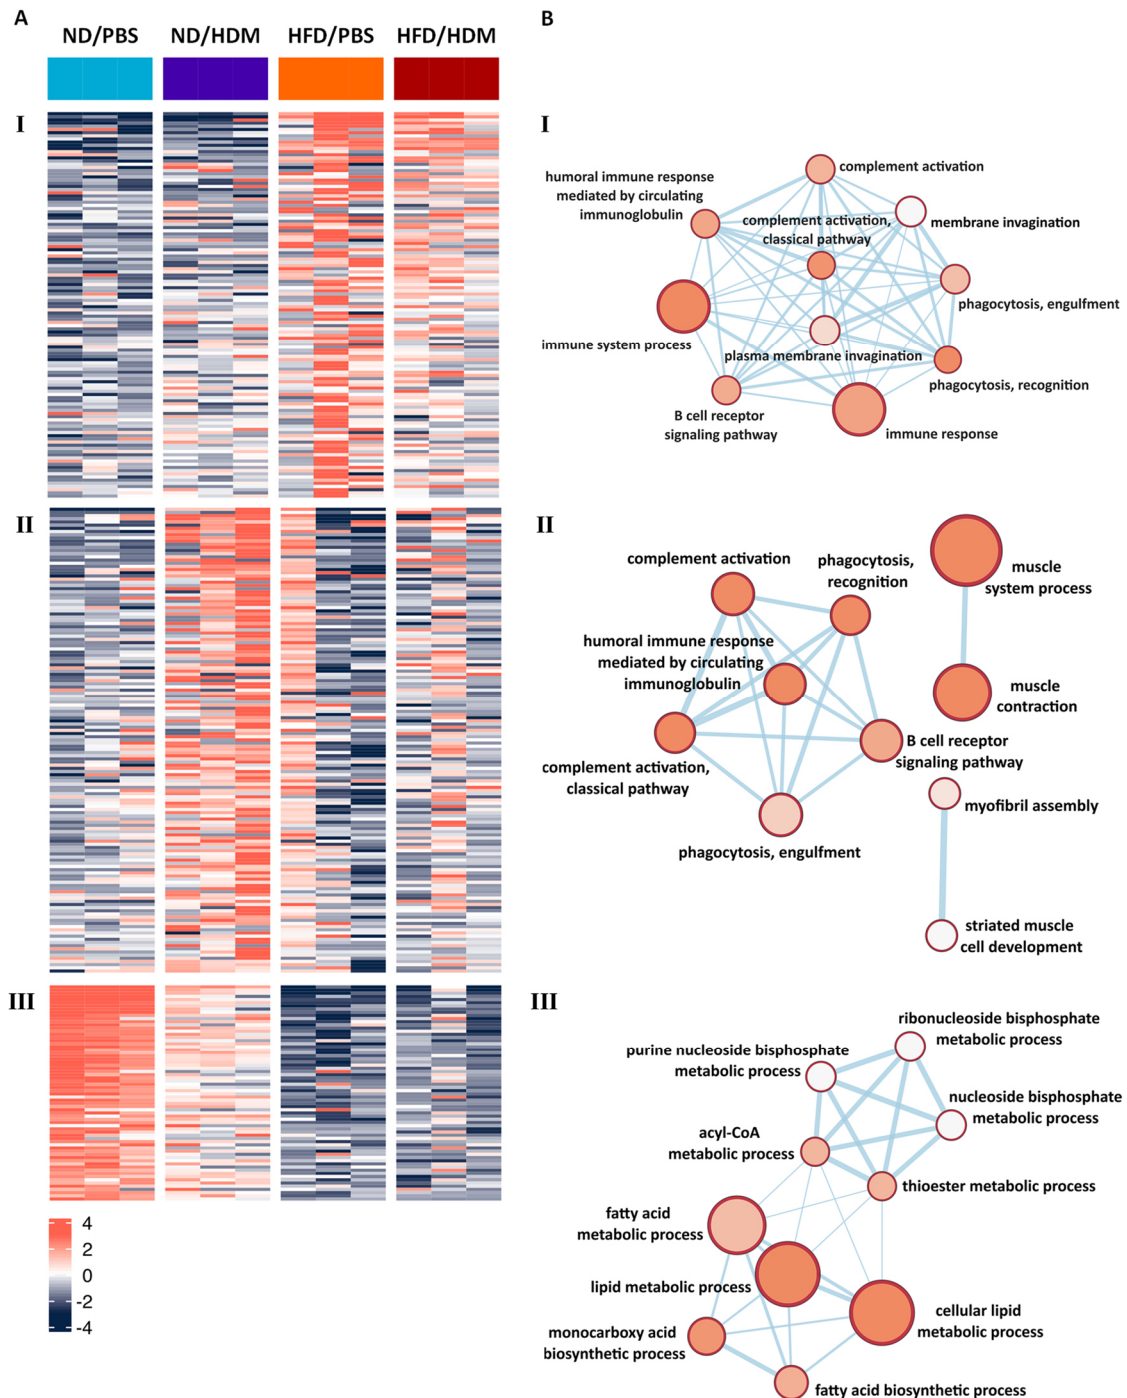 A
ND/PBS
ND/HDM
HFD/PBS
HFD/HDM
I
II
III
4
2
0
-2
-4
B
I
complement activation
humoral immune response
mediated by circulating
immunoglobulin
membrane invagination
complement activation,
classical pathway
phagocytosis, engulfment
immune system process
plasma membrane invagination
phagocytosis, recognition
B cell receptor
signaling pathway
immune response
II
complement activation
phagocytosis,
recognition
muscle
system process
humoral immune response
mediated by circulating
immunoglobulin
muscle
contraction
B cell receptor
signaling pathway
complement activation,
classical pathway
myofibril assembly
phagocytosis, engulfment
striated muscle
cell development
III
ribonucleoside bisphosphate
metabolic process
purine nucleoside bisphosphate
metabolic process
nucleoside bisphosphate
metabolic process
acyl-CoA
metabolic process
thioester metabolic process
fatty acid
metabolic process
lipid metabolic process
cellular lipid
metabolic process
monocarboxy acid
biosynthetic process
fatty acid biosynthetic process